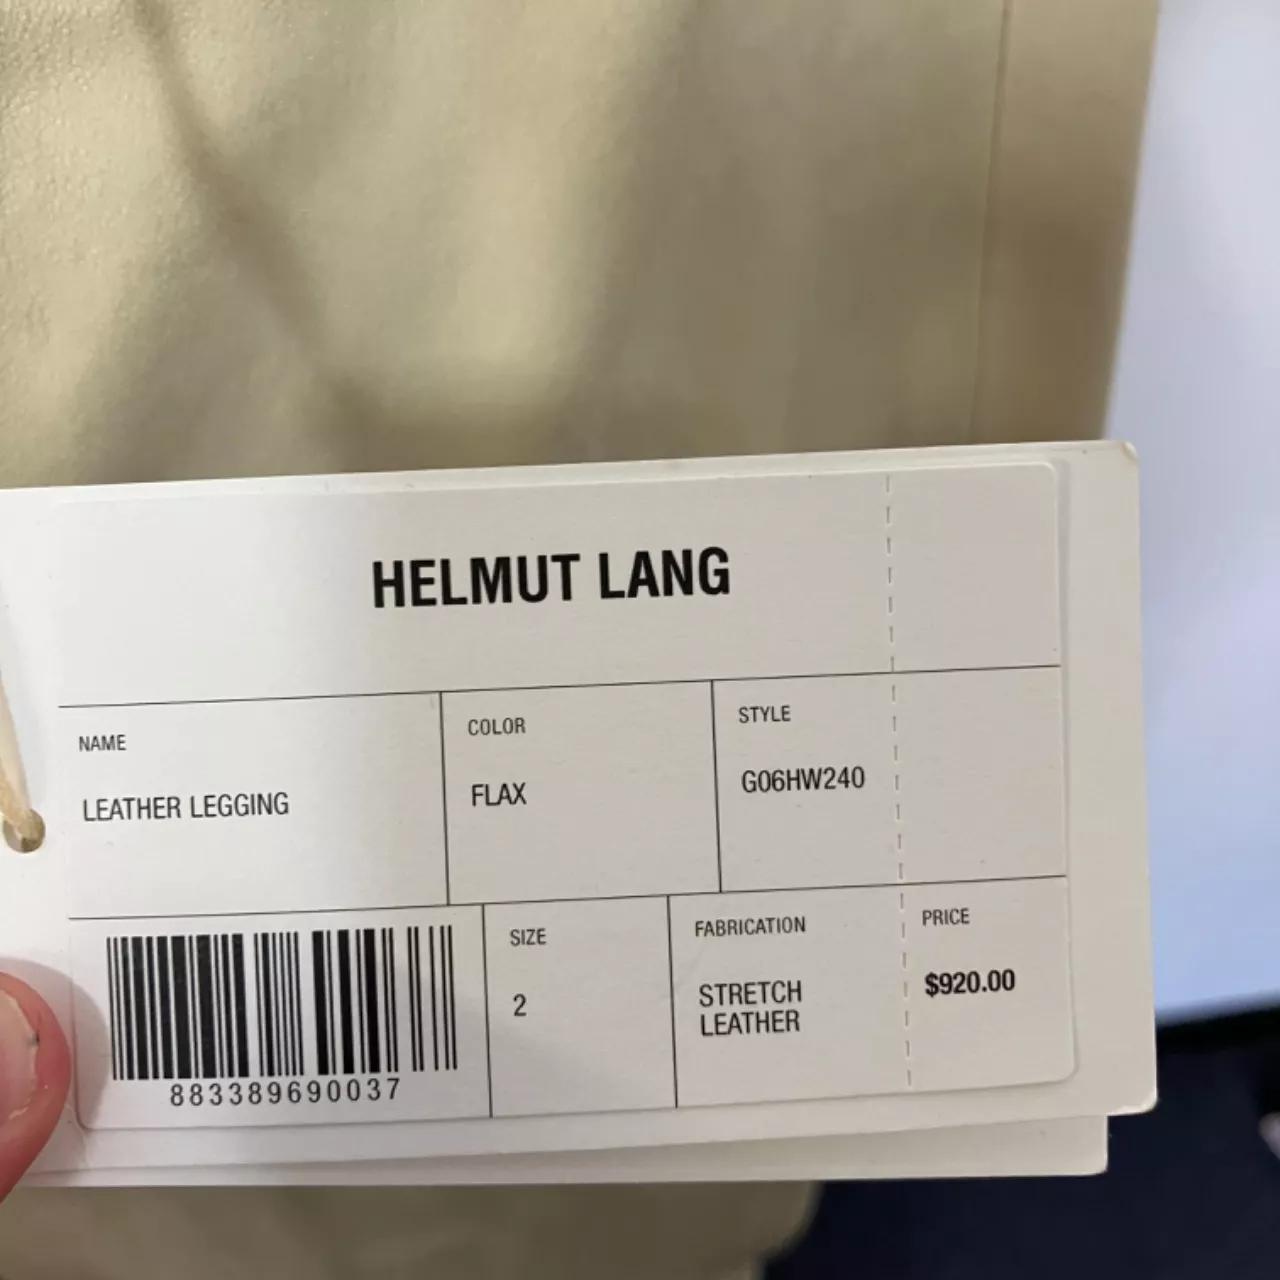 HELMUT LANG
NAME
LEATHER LEGGING
COLOR
FLAX
STYLE
G06HW240
883389690037
SIZE
2
FABRICATION
STRETCH
LEATHER
PRICE
$920.00